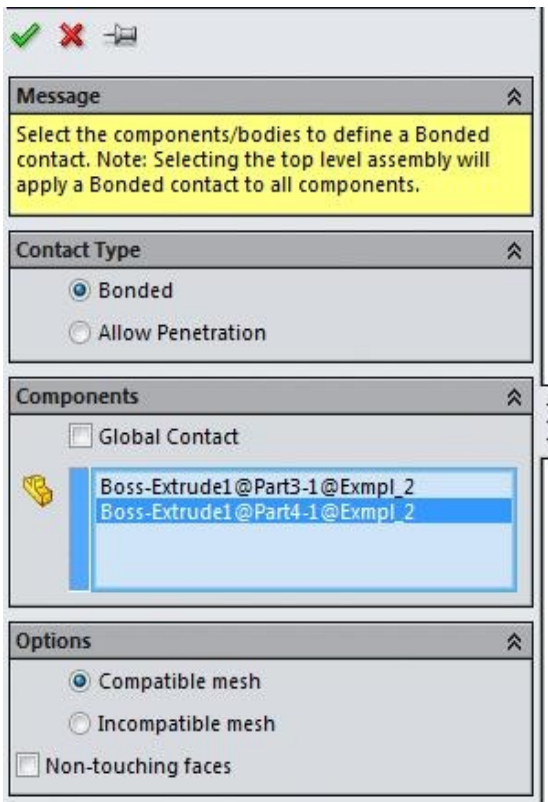 Message
Select the components/bodies to define a Bonded
contact. Note: Selecting the top level assembly will
apply a Bonded contact to all components.
Contact Type
Bonded
Allow Penetration
Components
Global Contact
Boss-Extrude1@Part3-1@Exmpl_2
Boss-Extrude1@Part4-1@Exmpl_2
Options
Compatible mesh
Incompatible mesh
Non-touching faces